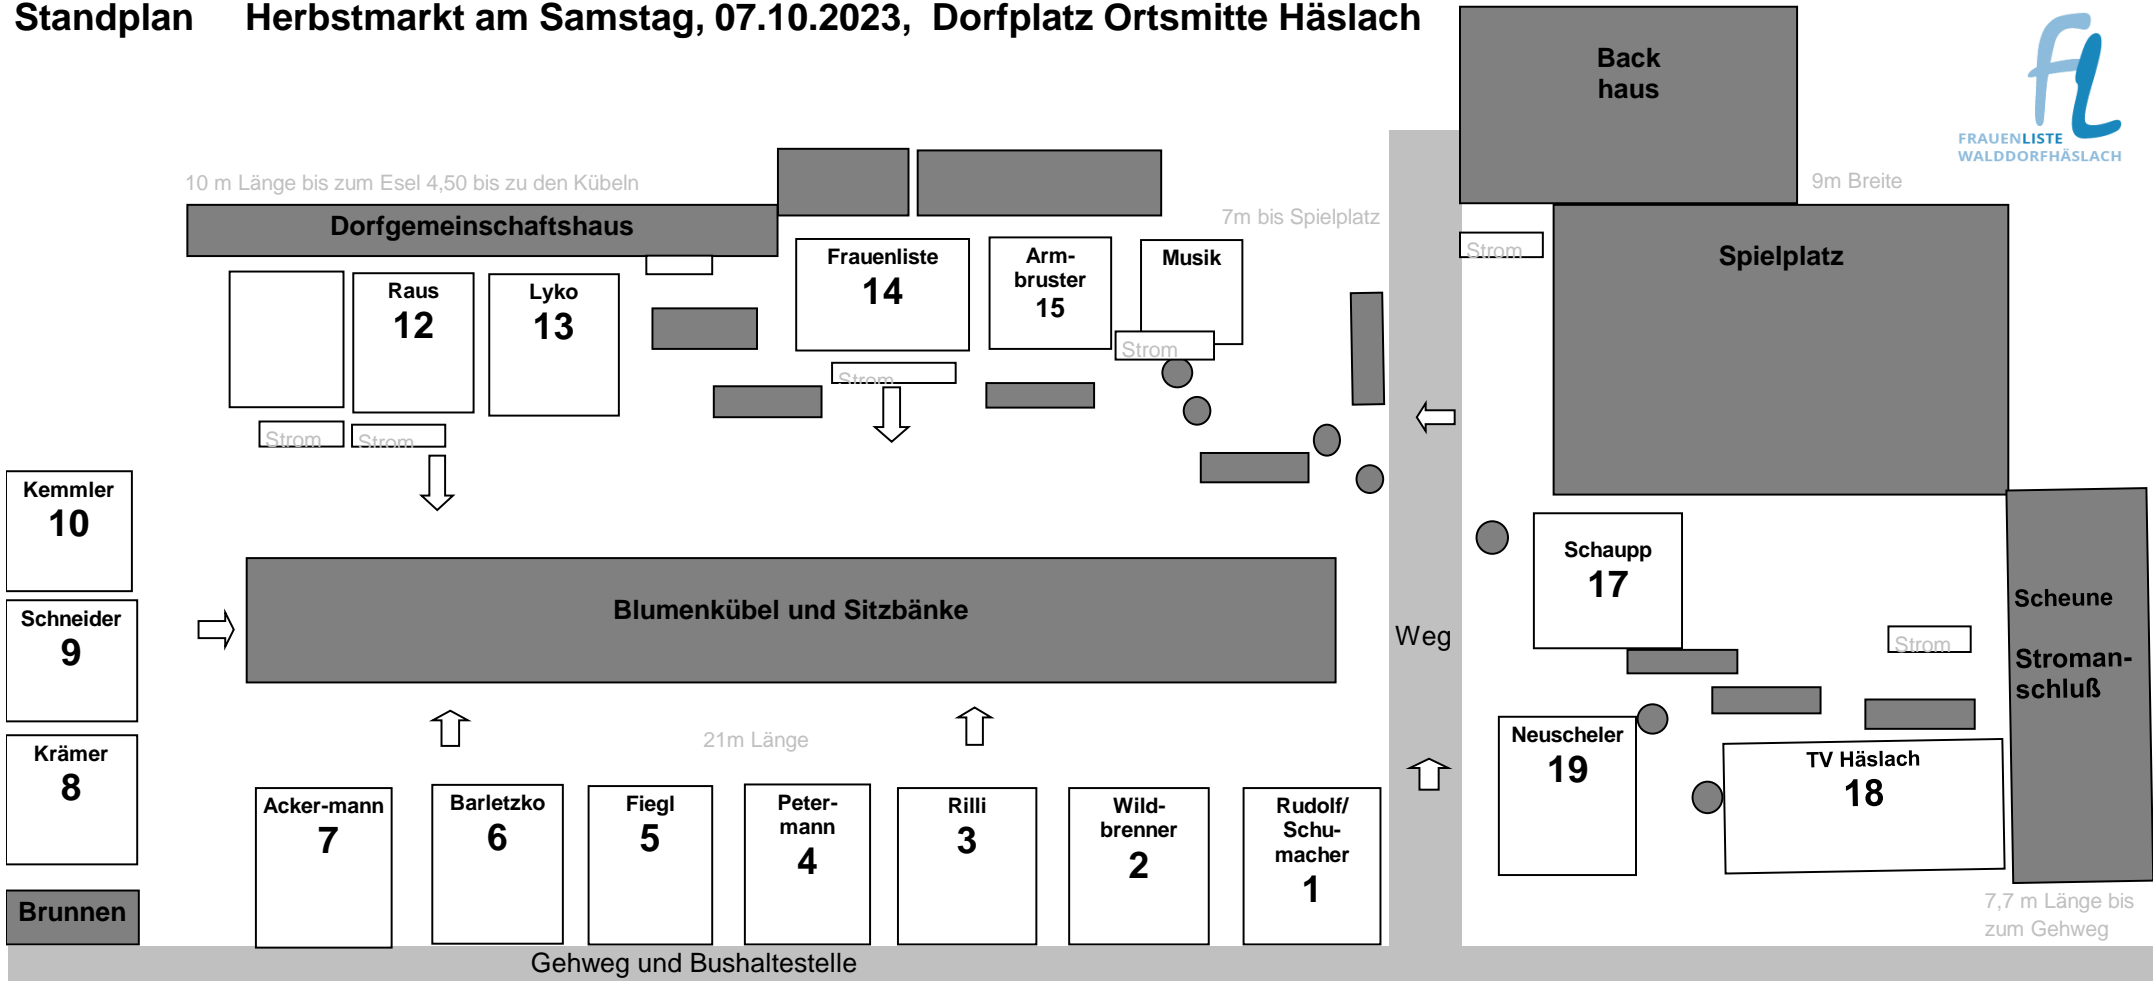 Standplan Herbstmarkt am Samstag, 07.10.2023, Dorfplatz Ortsmitte Häslach
Back
haus
FRAUENLISTE
WALDDORFHÄSLACH
10 m Länge bis zum Esel 4,50 bis zu den Kübeln
9m Breite
Dorfgemeinschaftshaus
7m bis Spielplatz
Strom
Spielplatz
Raus
12
Lyko
13
Frauenliste
14
Arm-
bruster
15
Musik
Strom
Strom
Strom
Strom
Kemmler
10
Schneider
9
Krämer
8
Brunnen
Blumenkübel und Sitzbänke
Weg
21m Länge
Schaupp
17
Strom
Scheune
Stroman-
schluß
Neuscheler
19
TV Häslach
18
Acker-mann
7
Barletzko
6
Fiegl
5
Peter-
mann
4
Rilli
3
Wild-
brenner
2
Rudolf/
Schu-
macher
1
7,7 m Länge bis
zum Gehweg
Gehweg und Bushaltestelle